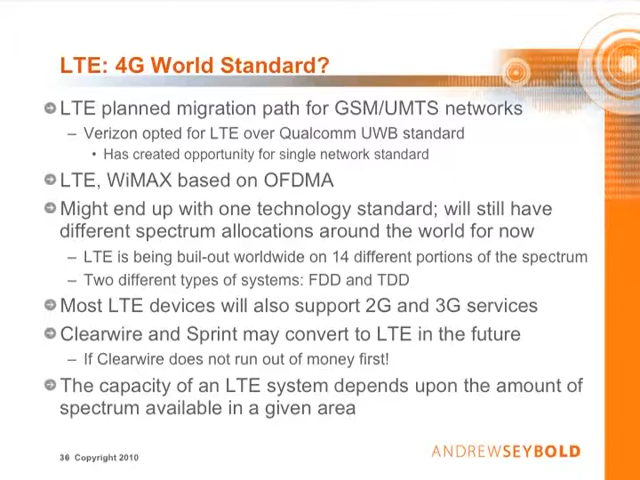 LTE: 4G World Standard?
LTE planned migration path for GSM/UMTS networks
– Verizon opted for LTE over Qualcomm UWB standard
• Has created opportunity for single network standard
LTE, WiMAX based on OFDMA
Might end up with one technology standard; will still have
different spectrum allocations around the world for now
– LTE is being buil-out worldwide on 14 different portions of the spectrum
– Two different types of systems: FDD and TDD
Most LTE devices will also support 2G and 3G services
Clearwire and Sprint may convert to LTE in the future
– If Clearwire does not run out of money first!
The capacity of an LTE system depends upon the amount of
spectrum available in a given area
36 Copyright 2010
ANDREWSEYBOLD